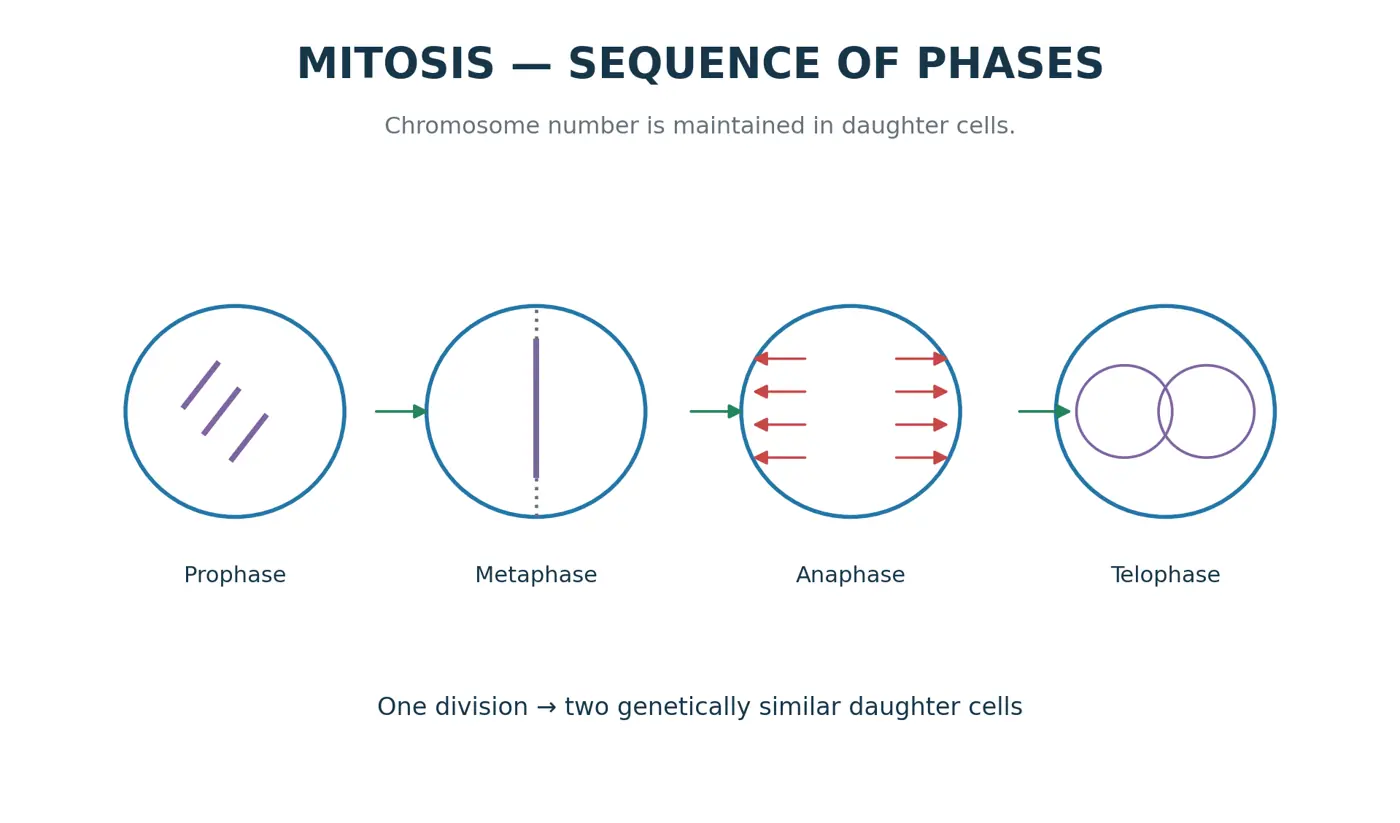 MITOSIS — SEQUENCE OF PHASES
Chromosome number is maintained in daughter cells.
Prophase
Metaphase
Anaphase
Telophase
One division → two genetically similar daughter cells